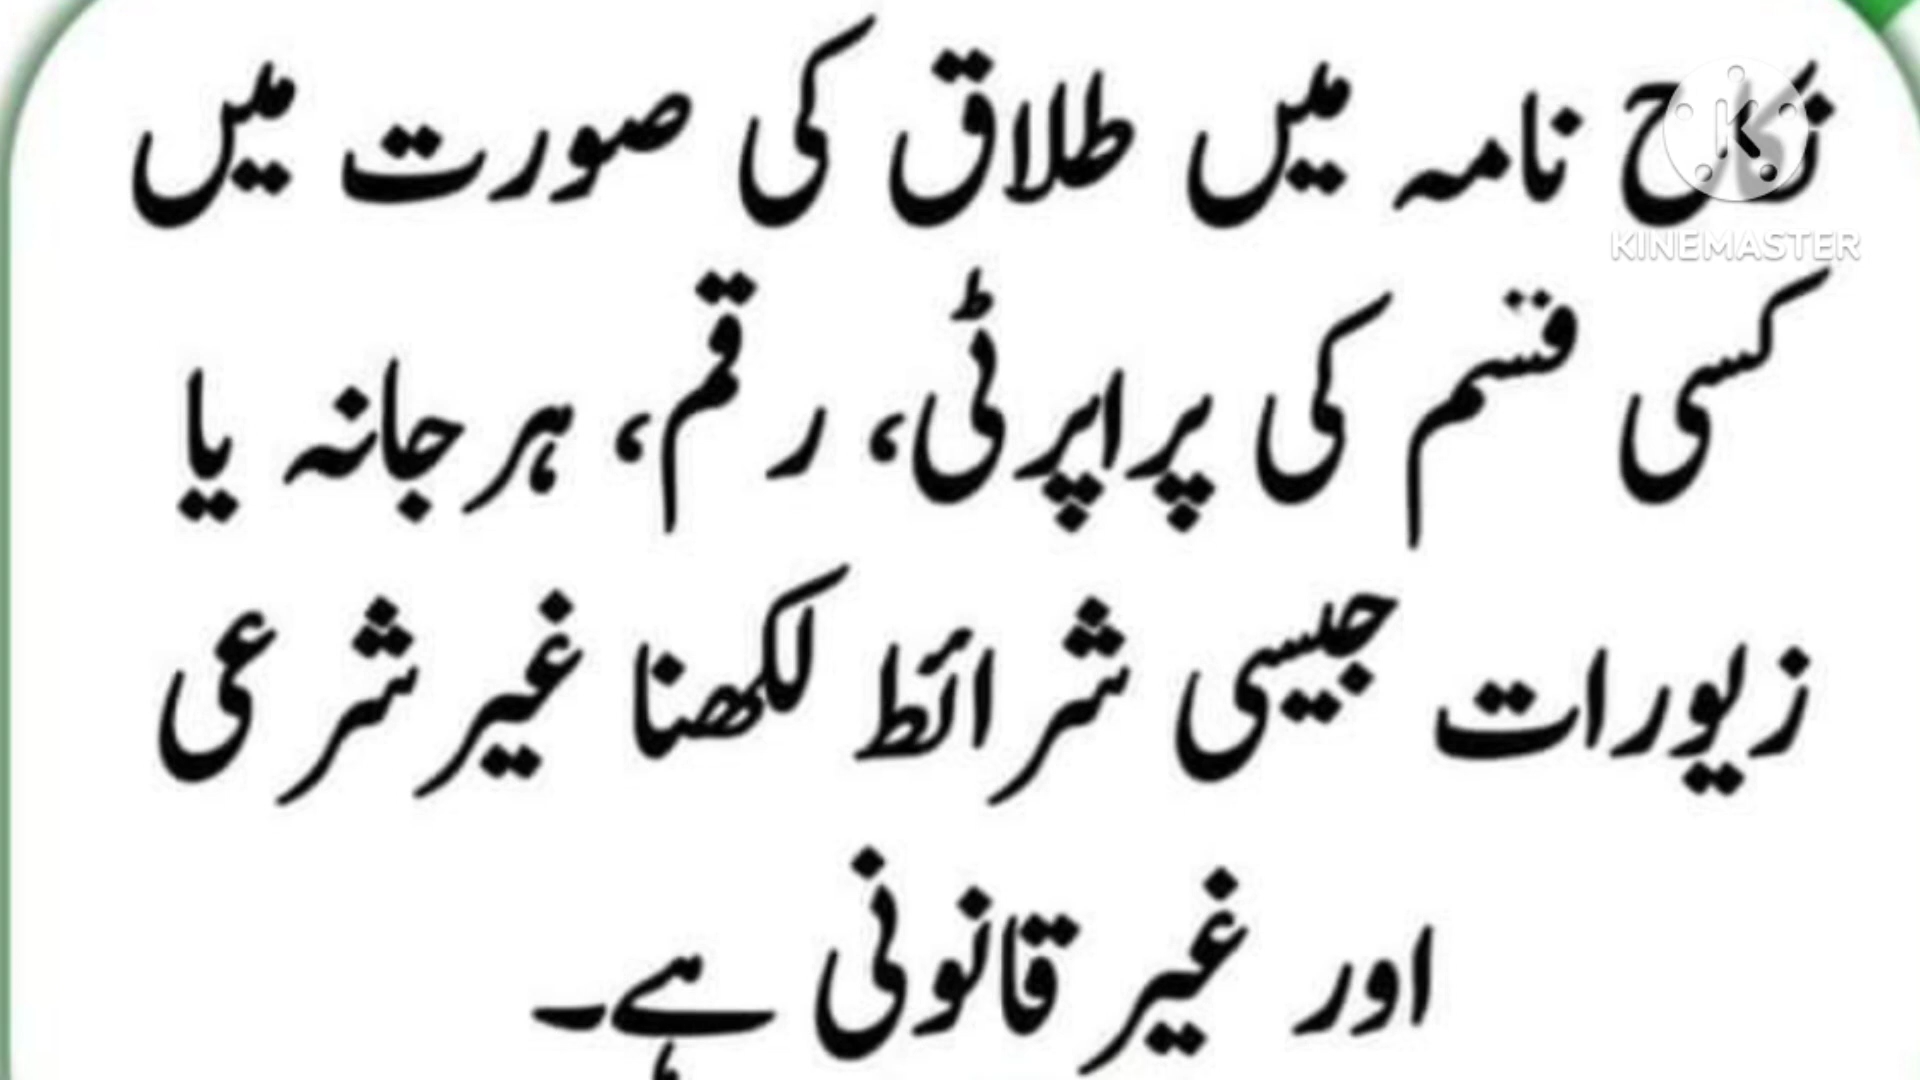 نکاح نامہ میں طلاق کی صورت میں
KINEMASTER
کسی قسم کی پراپرٹی، رقم، ہرجانہ یا
زیورات جیسی شرائط لکھنا غیر شرعی
اور غیر قانونی ہے۔